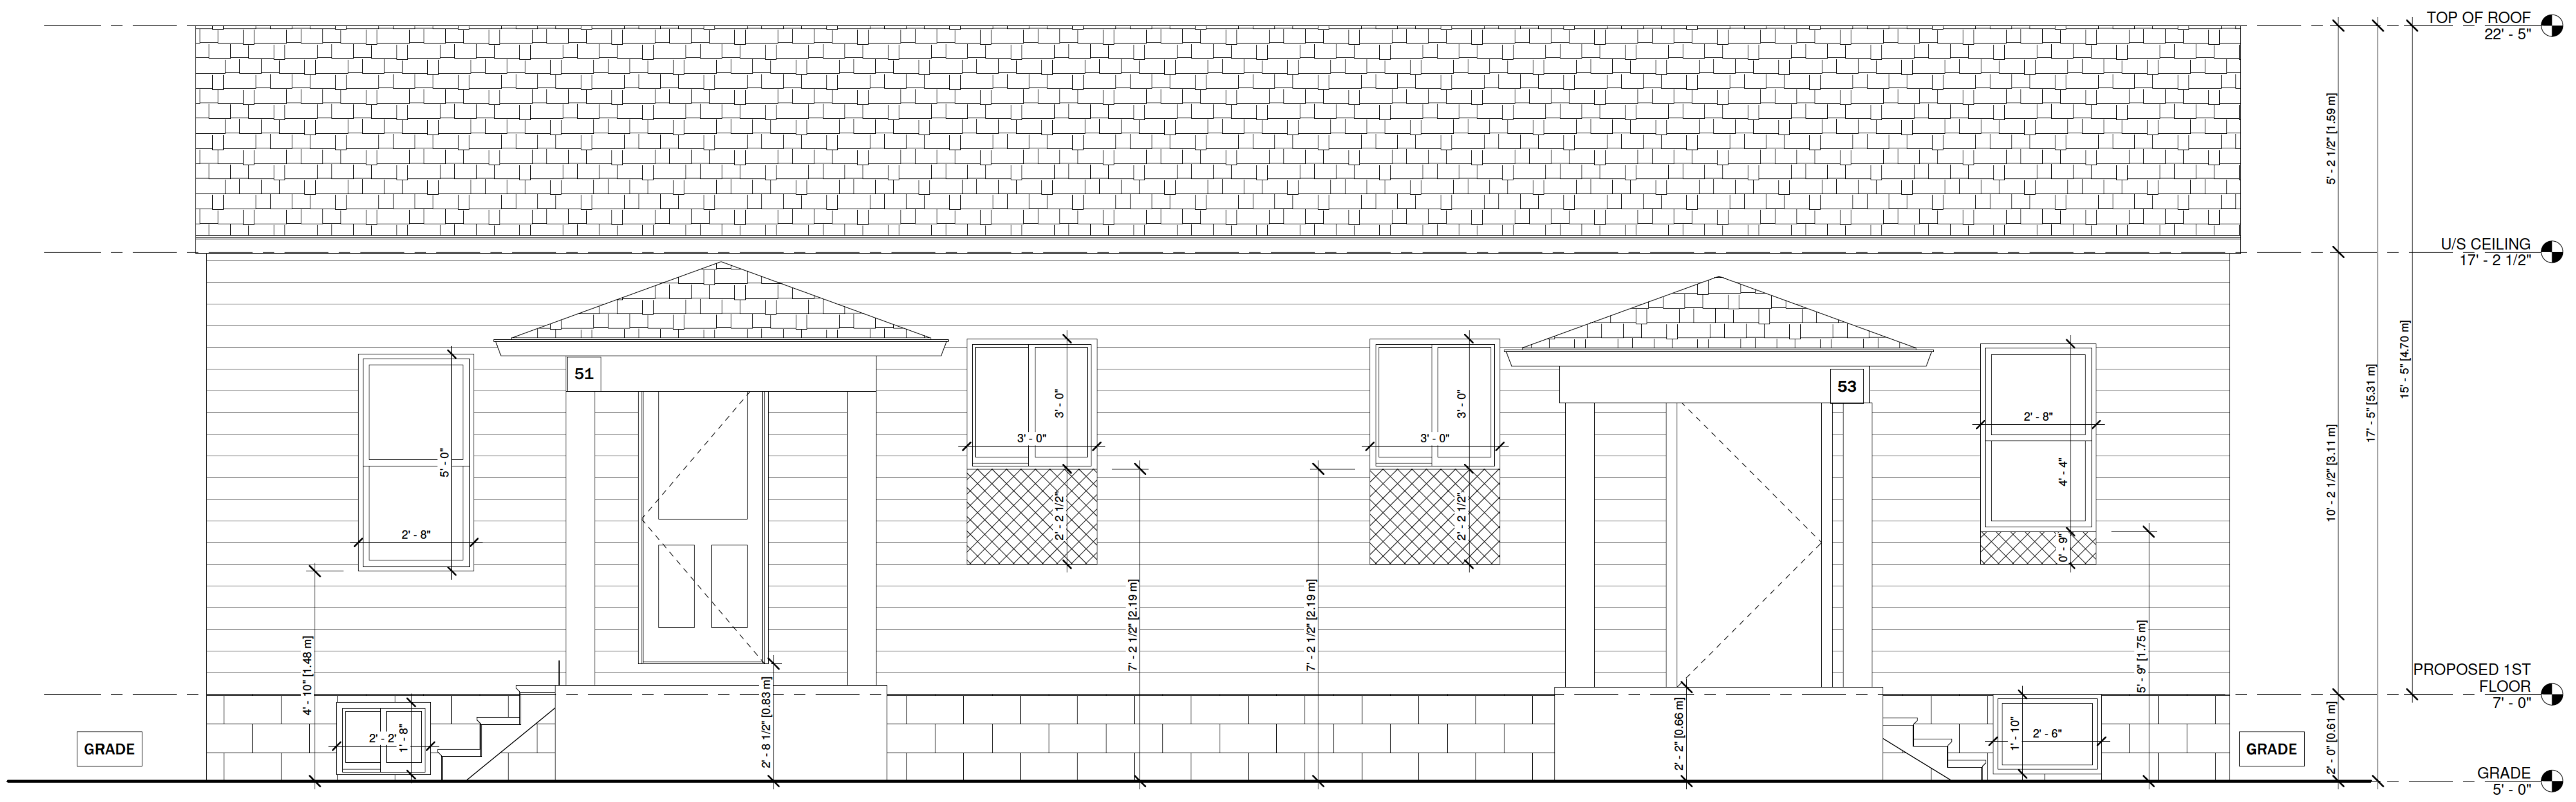 TOP OF ROOF
22' - 5"
5' - 2 1/2" [1.59 m]
U/S CEILING
17' - 2 1/2"
51
53
3' - 0"
3' - 0"
3' - 0"
3' - 0"
2' - 8"
4' - 4"
5' - 0"
2' - 8"
2' - 2 1/2"
2' - 2 1/2"
0' - 9"
10' - 2 1/2" [3.11 m]
17' - 5" [5.31 m]
15' - 5" [4.70 m]
4' - 10" [1.48 m]
7' - 2 1/2" [2.19 m]
7' - 2 1/2" [2.19 m]
5' - 9" [1.75 m]
PROPOSED 1ST
FLOOR
7' - 0"
GRADE
2' - 2"
1' - 8"
2' - 8 1/2" [0.83 m]
2' - 2" [0.66 m]
1' - 10"
2' - 6"
GRADE
2' - 0" [0.61 m]
GRADE
5' - 0"